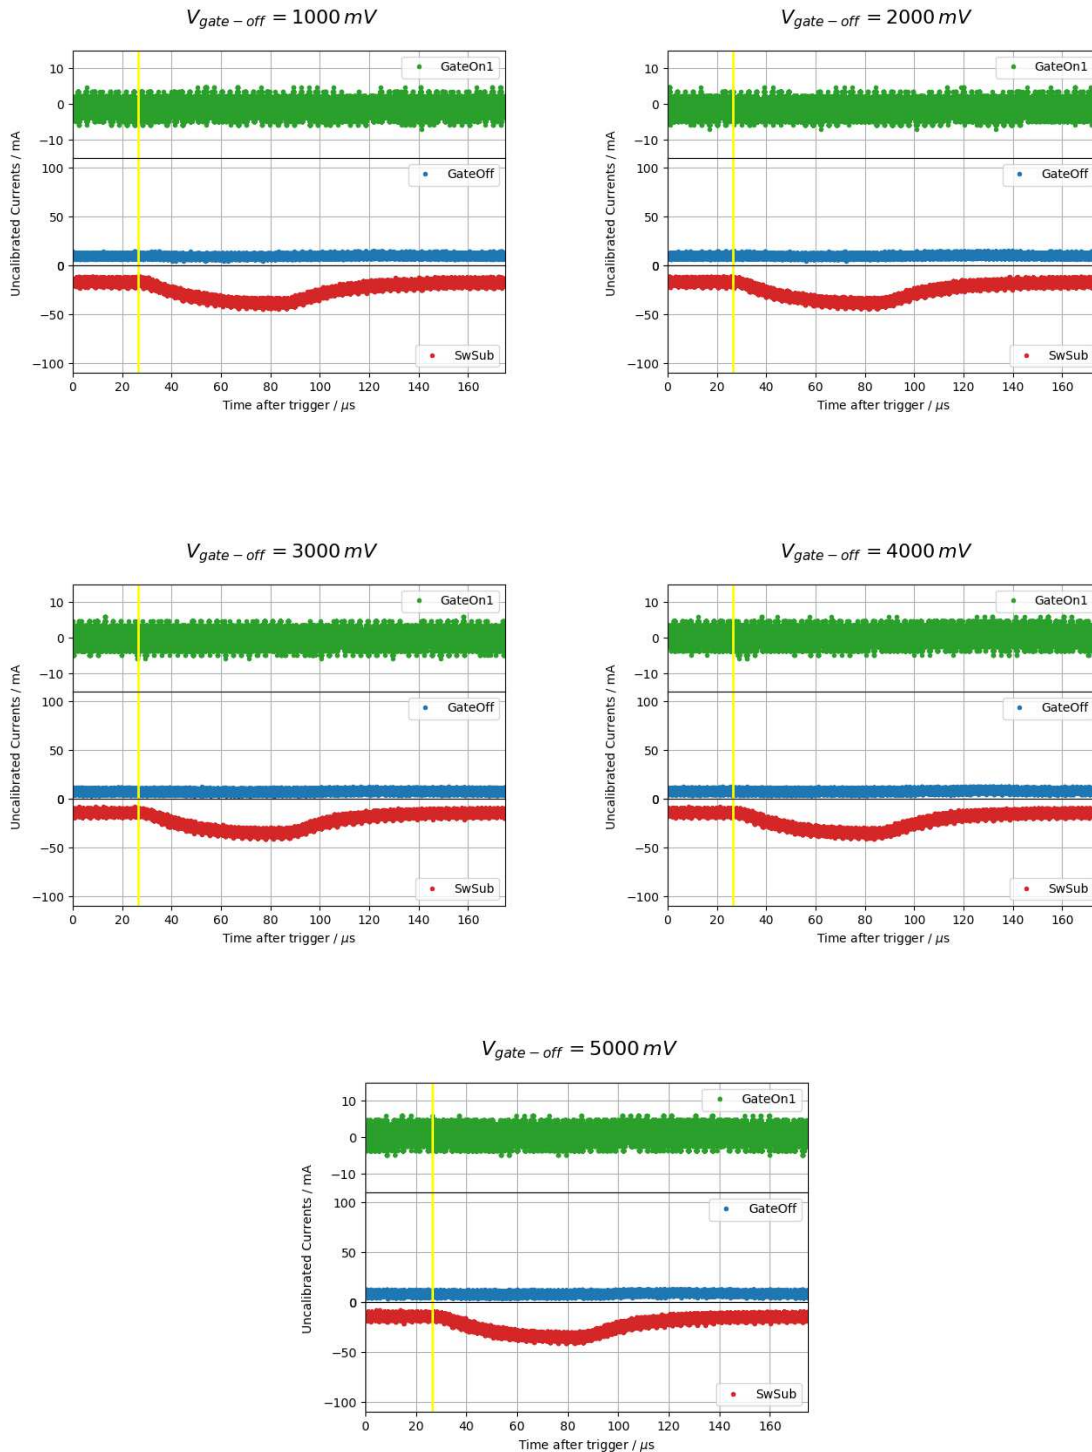 V_gate−off = 1000 mV
10
0
−10
GateOn1
100
50
0
−50
−100
GateOff
SwSub
Uncalibrated Currents / mA
0 20 40 60 80 100 120 140 160
Time after trigger / μs
V_gate−off = 2000 mV
10
0
−10
GateOn1
100
50
0
−50
−100
GateOff
SwSub
Uncalibrated Currents / mA
0 20 40 60 80 100 120 140 160
Time after trigger / μs
V_gate−off = 3000 mV
10
0
−10
GateOn1
100
50
0
−50
−100
GateOff
SwSub
Uncalibrated Currents / mA
0 20 40 60 80 100 120 140 160
Time after trigger / μs
V_gate−off = 4000 mV
10
0
−10
GateOn1
100
50
0
−50
−100
GateOff
SwSub
Uncalibrated Currents / mA
0 20 40 60 80 100 120 140 160
Time after trigger / μs
V_gate−off = 5000 mV
10
0
−10
GateOn1
100
50
0
−50
−100
GateOff
SwSub
Uncalibrated Currents / mA
0 20 40 60 80 100 120 140 160
Time after trigger / μs